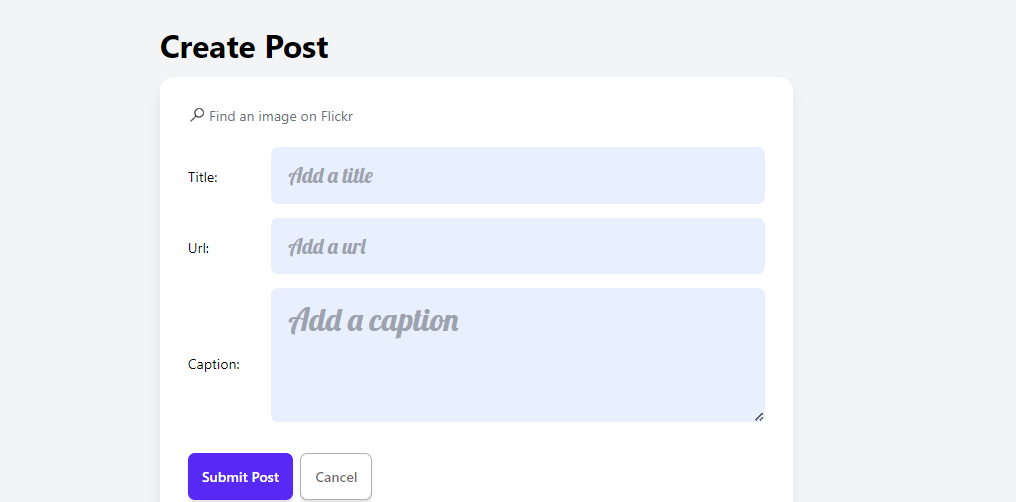 Create Post
Find an image on Flickr
Title:
Add a title
Url:
Add a url
Caption:
Add a caption
Submit Post
Cancel